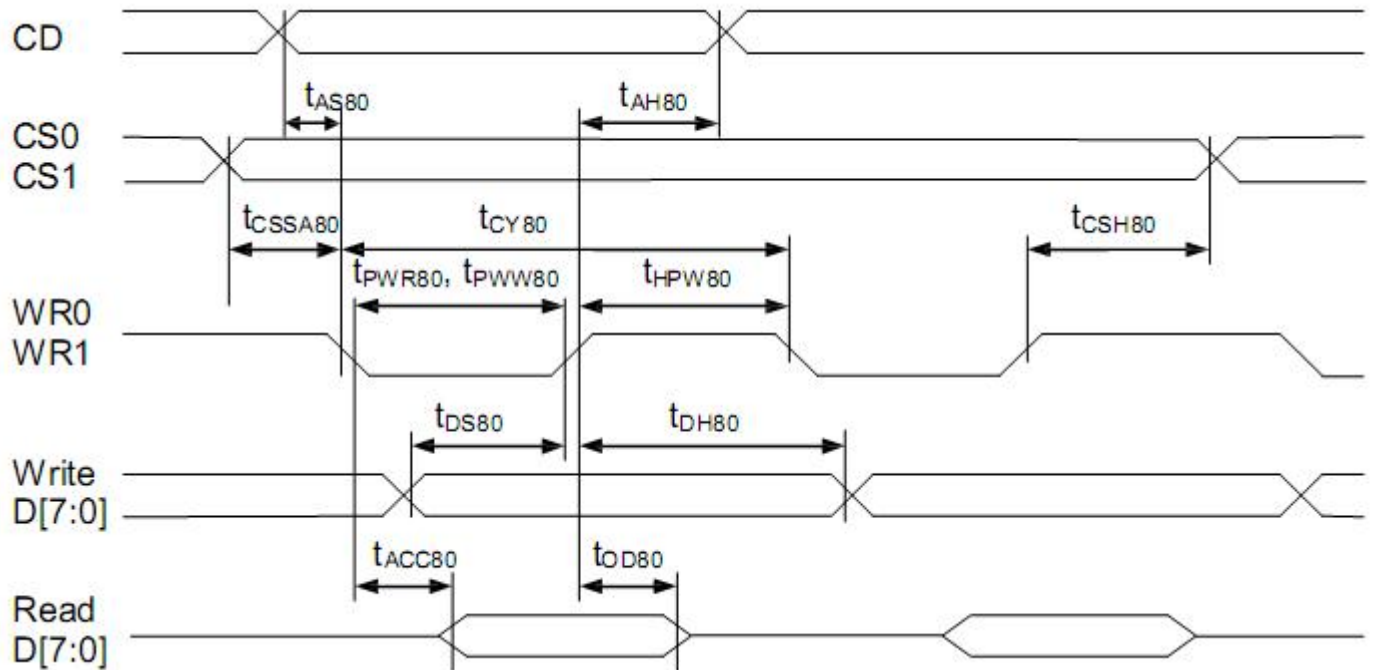 CD
tAS80
tAH80
CS0
CS1
tCSSA80
tCY80
tCSH80
tPWR80, tPWW80
tHPW80
WR0
WR1
tDS80
tDH80
Write
D[7:0]
tACC80
tOD80
Read
D[7:0]